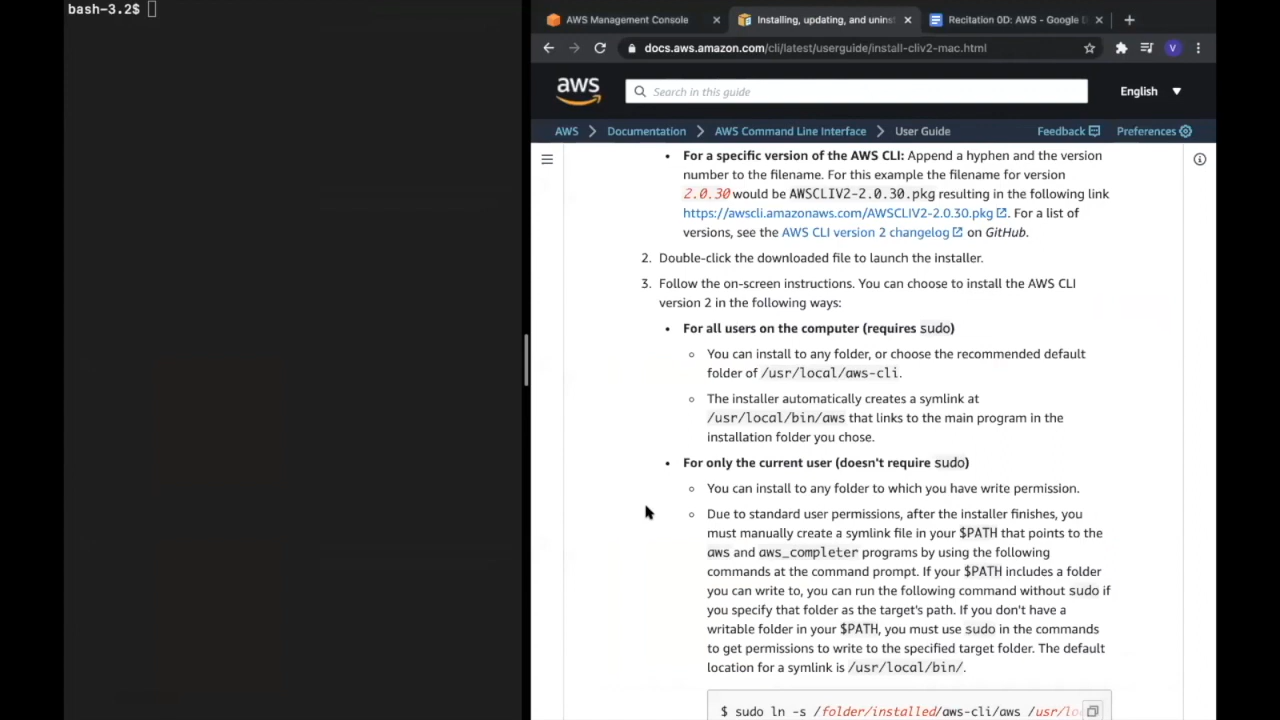 bash-3.2$
AWS Management Console
Installing, updating, and unins
Recitation 0D: AWS - Google
docs.aws.amazon.com/cli/latest/userguide/install-cliv2-mac.html
V
aws
Search in this guide
English
AWS
Documentation
AWS Command Line Interface
User Guide
Feedback
Preferences
• For a specific version of the AWS CLI: Append a hyphen and the version
number to the filename. For this example the filename for version
2.0.30 would be AWSCLIV2-2.0.30.pkg resulting in the following link
https://awscli.amazonaws.com/AWSCLIV2-2.0.30.pkg. For a list of
versions, see the AWS CLI version 2 changelog on GitHub.
2. Double-click the downloaded file to launch the installer.
3. Follow the on-screen instructions. You can choose to install the AWS CLI
version 2 in the following ways:
• For all users on the computer (requires sudo)
○ You can install to any folder, or choose the recommended default
folder of /usr/local/aws-cli.
○ The installer automatically creates a symlink at
/usr/local/bin/aws that links to the main program in the
installation folder you chose.
• For only the current user (doesn't require sudo)
○ You can install to any folder to which you have write permission.
○ Due to standard user permissions, after the installer finishes, you
must manually create a symlink file in your $PATH that points to the
aws and aws_completer programs by using the following
commands at the command prompt. If your $PATH includes a folder
you can write to, you can run the following command without sudo if
you specify that folder as the target's path. If you don't have a
writable folder in your $PATH, you must use sudo in the commands
to get permissions to write to the specified target folder. The default
location for a symlink is /usr/local/bin/.
$ sudo ln -s /folder/installed/aws-cli/aws /usr/lo